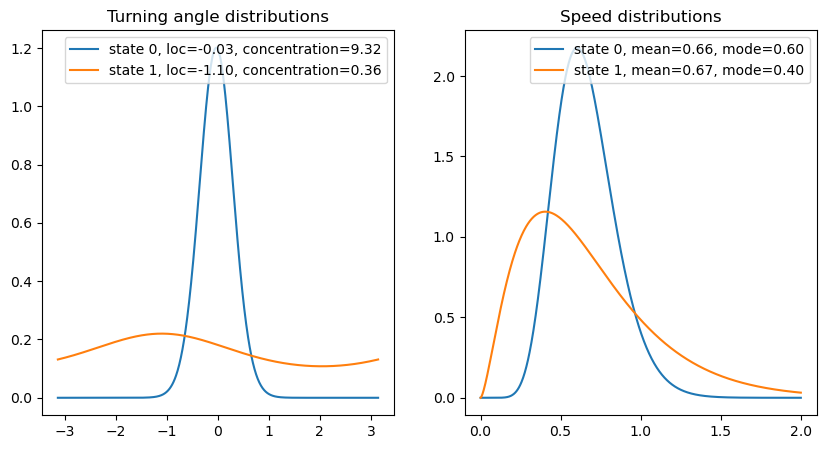 Turning angle distributions
state 0, loc=-0.03, concentration=9.32
state 1, loc=-1.10, concentration=0.36
1.2
1.0
0.8
0.6
0.4
0.2
0.0
−3 −2 −1 0 1 2 3
Speed distributions
state 0, mean=0.66, mode=0.60
state 1, mean=0.67, mode=0.40
2.0
1.5
1.0
0.5
0.0
0.0 0.5 1.0 1.5 2.0